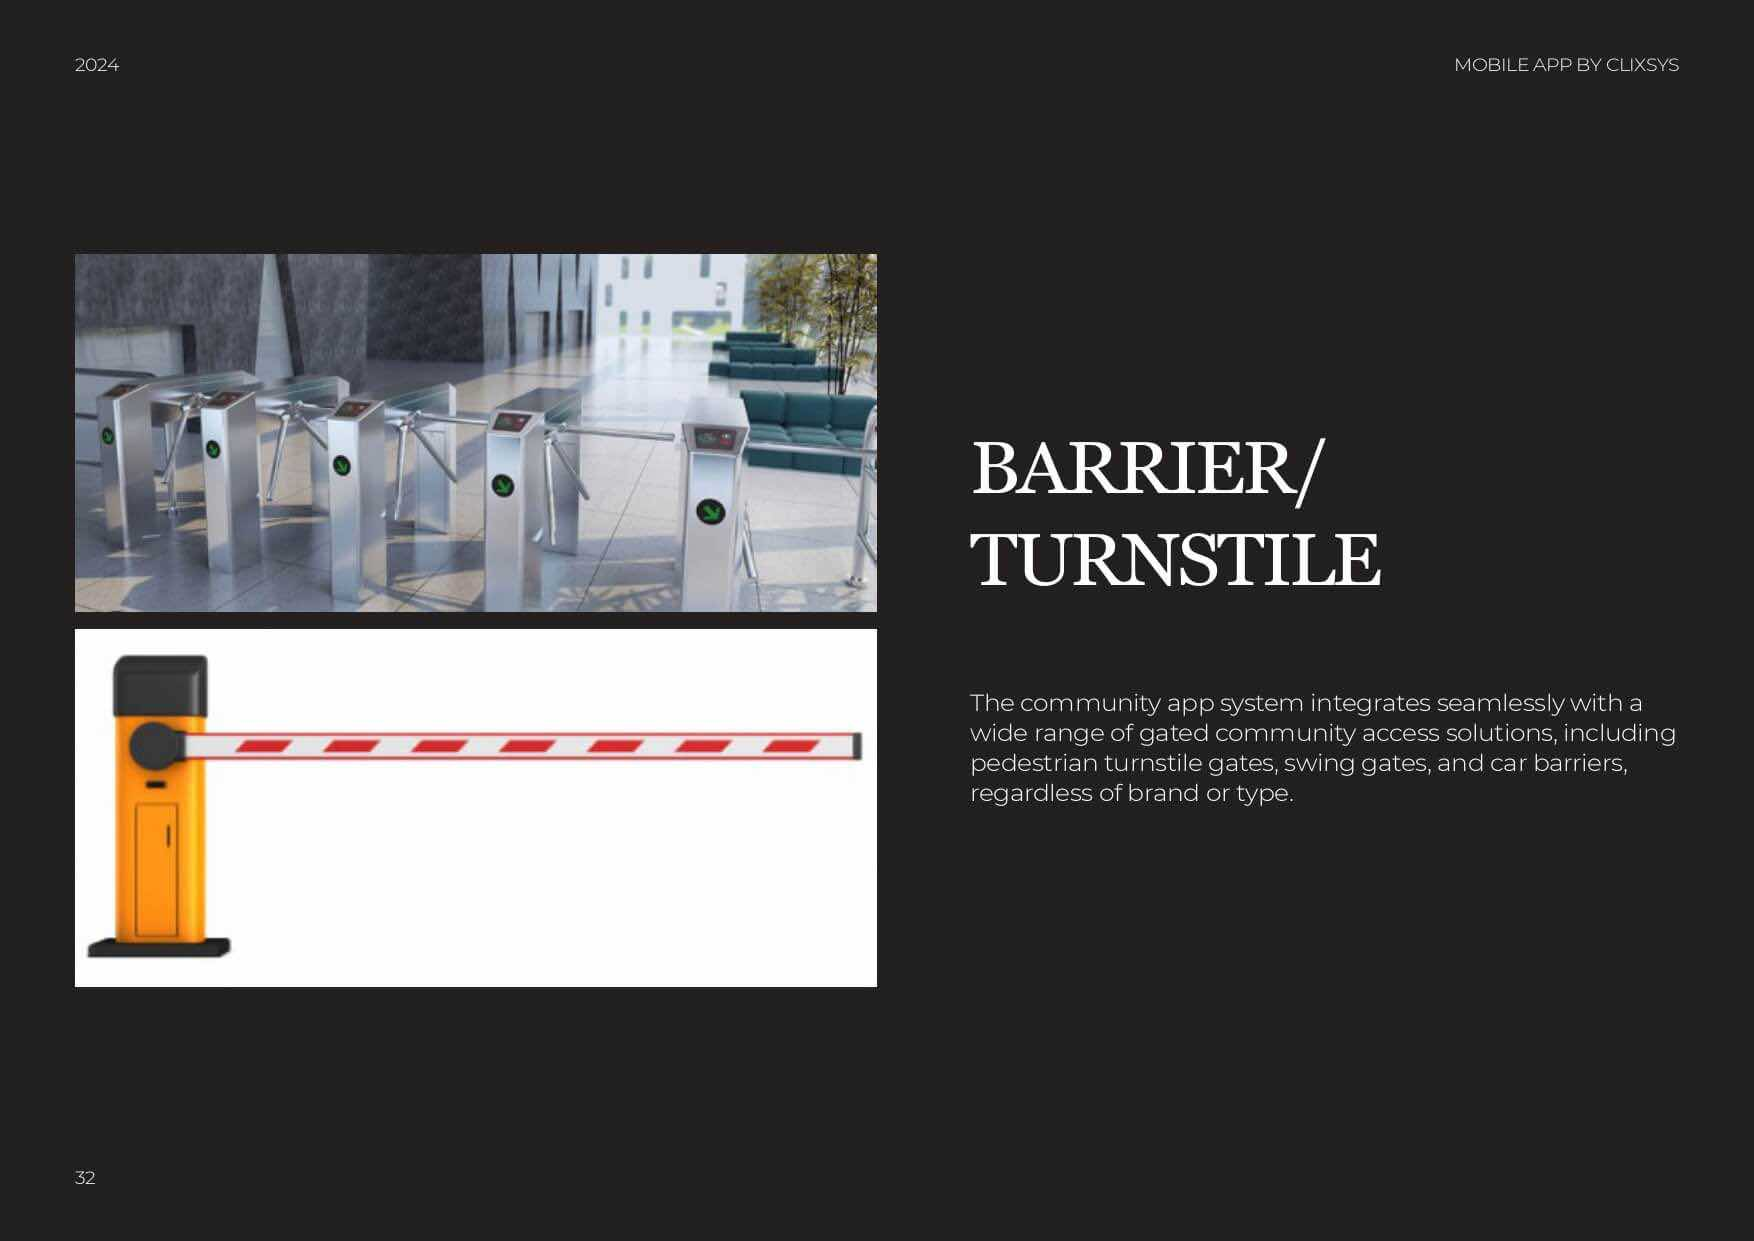 2024
MOBILE APP BY CLIXSYS
BARRIER/
TURNSTILE
The community app system integrates seamlessly with a
wide range of gated community access solutions, including
pedestrian turnstile gates, swing gates, and car barriers,
regardless of brand or type.
32